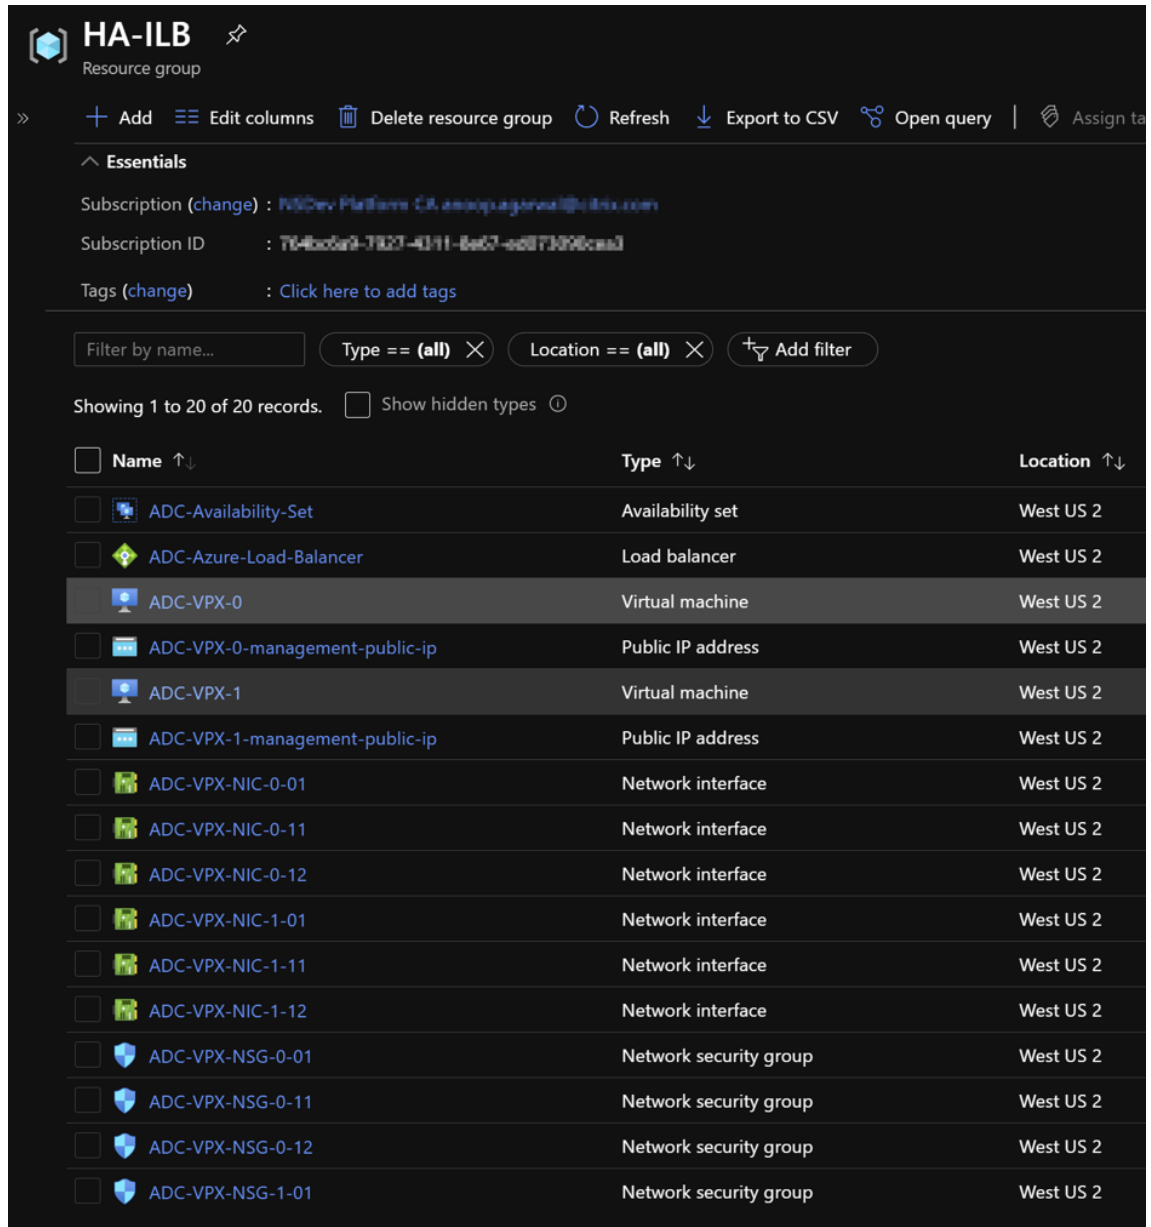 HA-ILB
Resource group
» Add Edit columns Delete resource group Refresh Export to CSV Open query | Assign ta
Essentials
Subscription (change) :
Subscription ID :
Tags (change) : Click here to add tags
Filter by name... Type == (all) Location == (all) Add filter
Showing 1 to 20 of 20 records. Show hidden types
Name Type Location
ADC-Availability-Set Availability set West US 2
ADC-Azure-Load-Balancer Load balancer West US 2
ADC-VPX-0 Virtual machine West US 2
ADC-VPX-0-management-public-ip Public IP address West US 2
ADC-VPX-1 Virtual machine West US 2
ADC-VPX-1-management-public-ip Public IP address West US 2
ADC-VPX-NIC-0-01 Network interface West US 2
ADC-VPX-NIC-0-11 Network interface West US 2
ADC-VPX-NIC-0-12 Network interface West US 2
ADC-VPX-NIC-1-01 Network interface West US 2
ADC-VPX-NIC-1-11 Network interface West US 2
ADC-VPX-NIC-1-12 Network interface West US 2
ADC-VPX-NSG-0-01 Network security group West US 2
ADC-VPX-NSG-0-11 Network security group West US 2
ADC-VPX-NSG-0-12 Network security group West US 2
ADC-VPX-NSG-1-01 Network security group West US 2